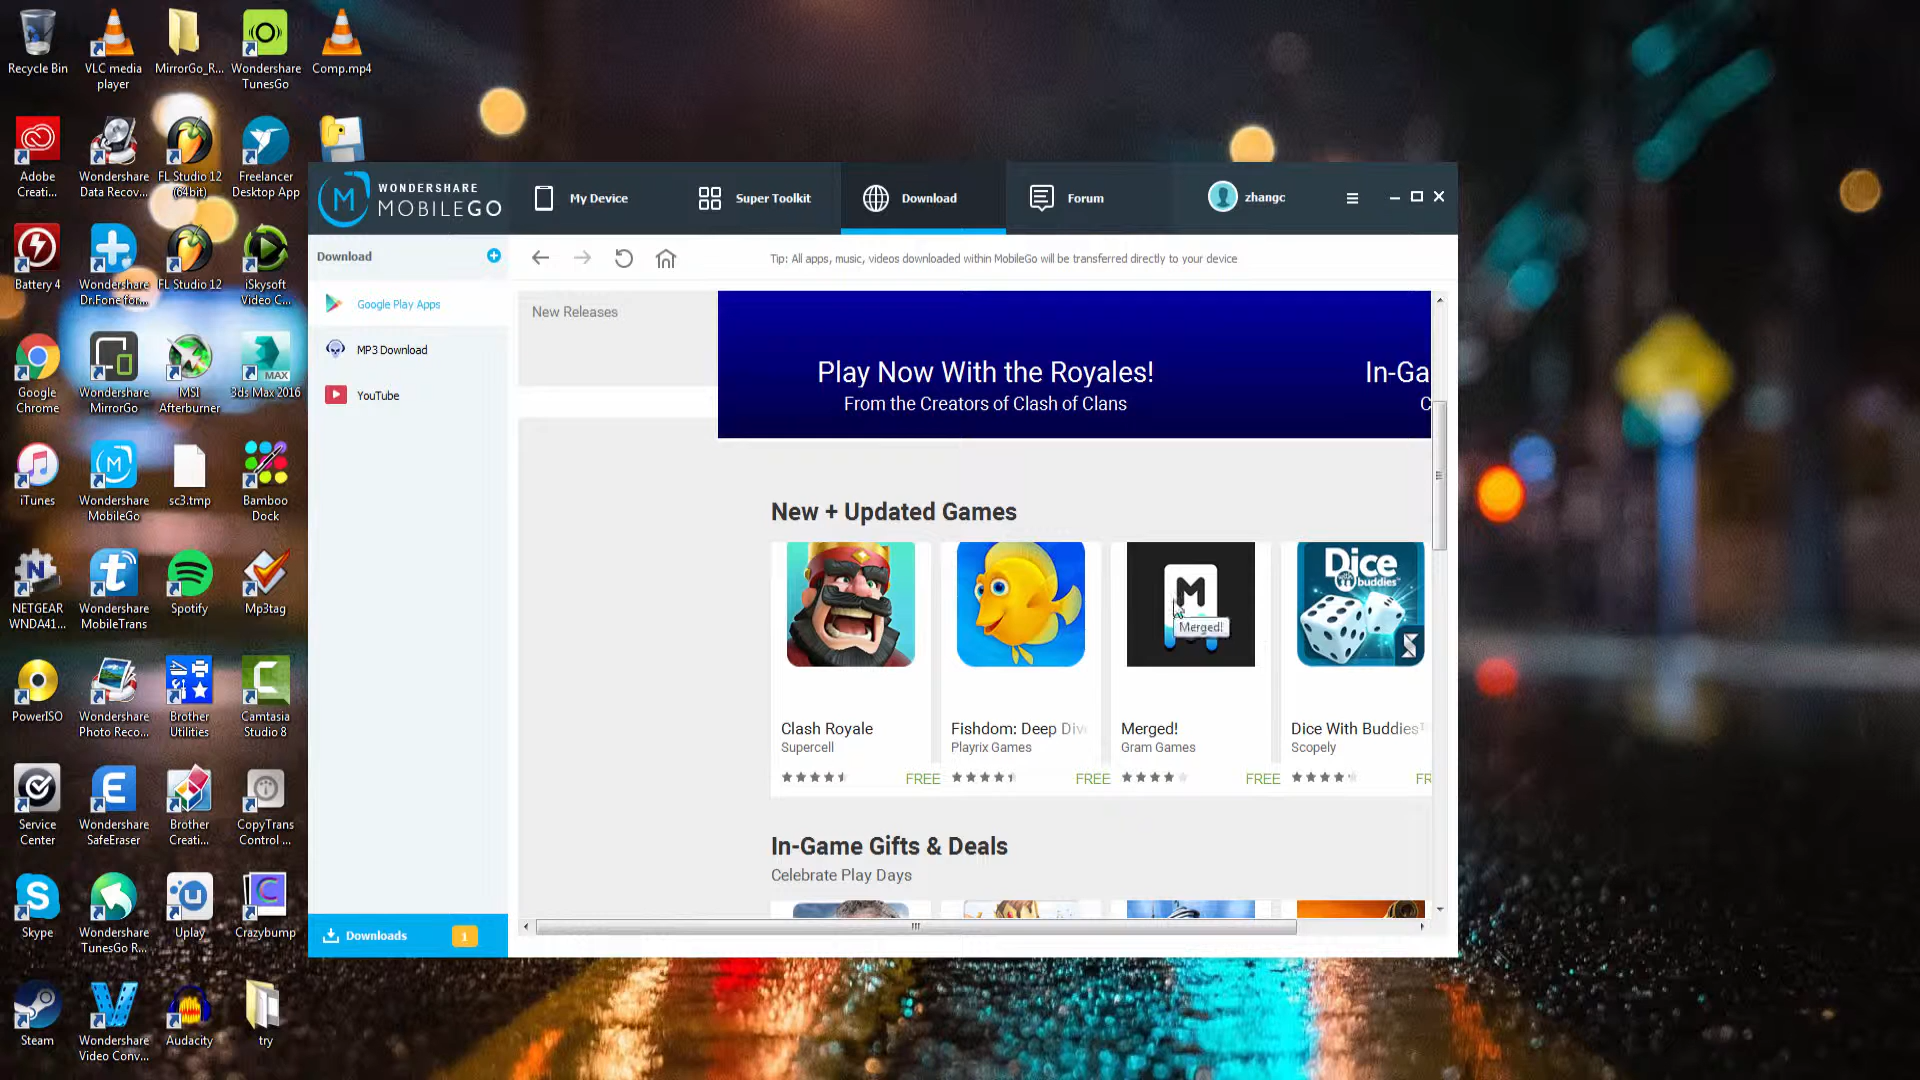 Recycle Bin
VLC media
player
MirrorGo_R...
Wondershare
TunesGo
Comp.mp4
Adobe
Creati...
Wondershare
Data Recov...
FL Studio 12
(64bit)
Freelancer
Desktop App
Battery 4
Wondershare
Dr.Fone for...
FL Studio 12
iSkysoft
Video C...
Google
Chrome
Wondershare
MirrorGo
MSI
Afterburner
MAX
3ds Max 2016
iTunes
Wondershare
MobileGo
sc3.tmp
Bamboo
Dock
NETGEAR
WNDA41...
Wondershare
MobileTrans
Spotify
Mp3tag
PowerISO
Wondershare
Photo Reco...
Brother
Utilities
Camtasia
Studio 8
Service
Center
Wondershare
SafeEraser
Brother
Creati...
CopyTrans
Control ...
Skype
Wondershare
TunesGo R...
Uplay
Crazybump
Steam
Wondershare
Video Conv...
Audacity
try
WONDERSHARE
MOBILEGO
My Device
Super Toolkit
Download
Forum
zhangc
Download
Tip: All apps, music, videos downloaded within MobileGo will be transferred directly to your device
Google Play Apps
MP3 Download
YouTube
Downloads
1
New Releases
Play Now With the Royales!
From the Creators of Clash of Clans
In-Ga
C
New + Updated Games
M
Merged!
Dice
with
buddies™
Clash Royale
Supercell
FREE
Fishdom: Deep Div
Playrix Games
FREE
Merged!
Gram Games
FREE
Dice With Buddies™
Scopely
FR
In-Game Gifts & Deals
Celebrate Play Days